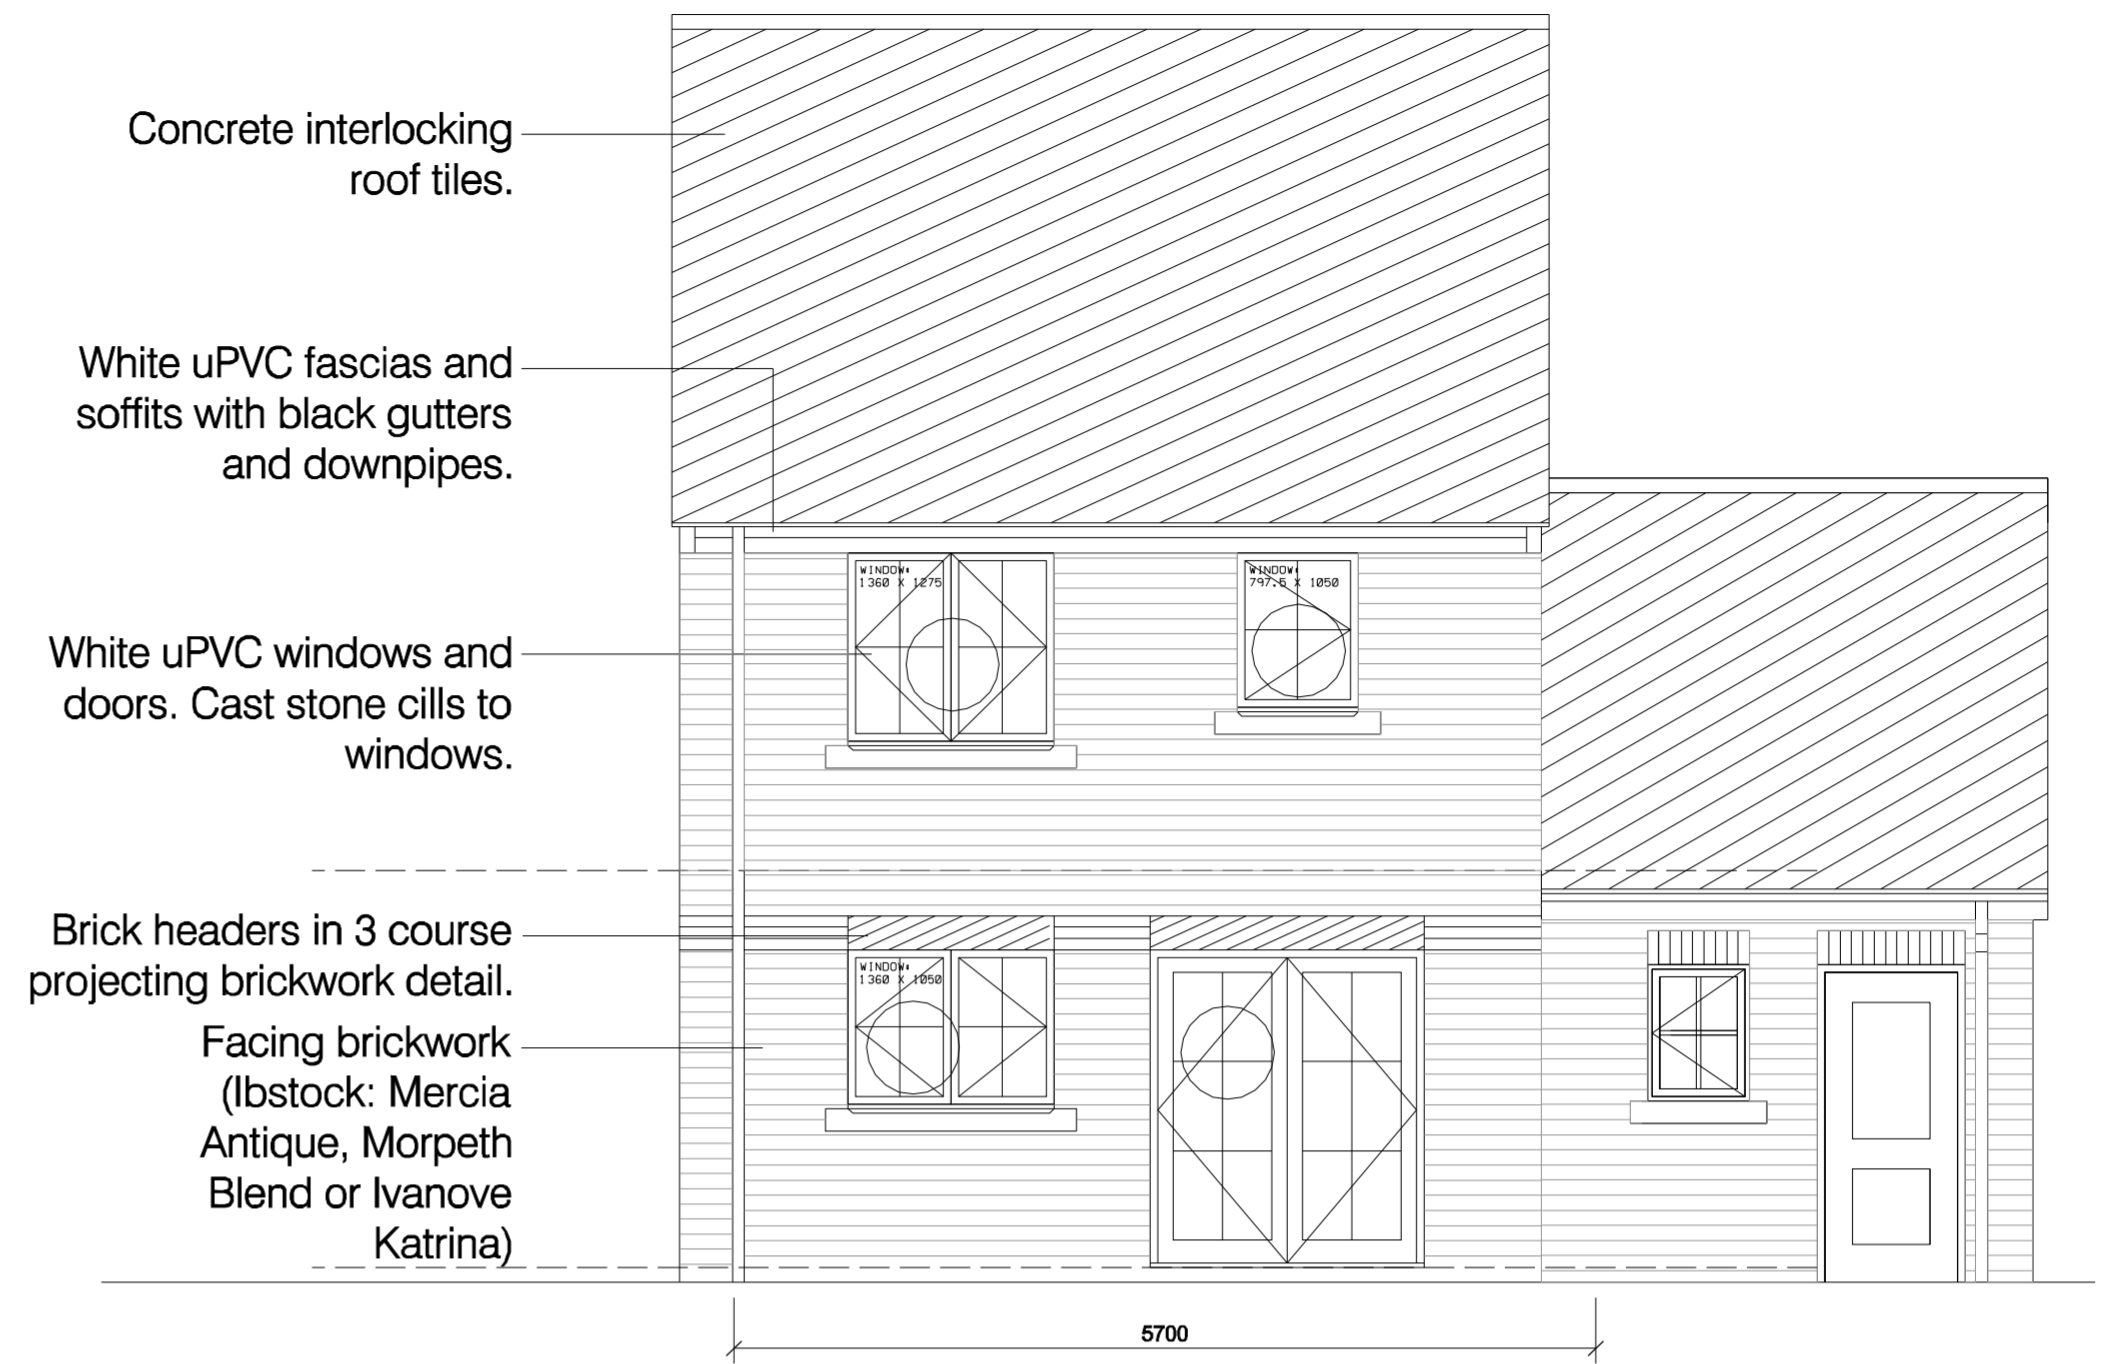 Concrete interlocking
roof tiles.
White uPVC fascias and
soffits with black gutters
and downpipes.
WINDOW:
1360 X 1275
WINDOW:
797.5 X 1050
White uPVC windows and
doors. Cast stone cills to
windows.
Brick headers in 3 course
projecting brickwork detail.
WINDOW:
1360 X 1050
Facing brickwork
(Ibstock: Mercia
Antique, Morpeth
Blend or Ivanove
Katrina)
5700